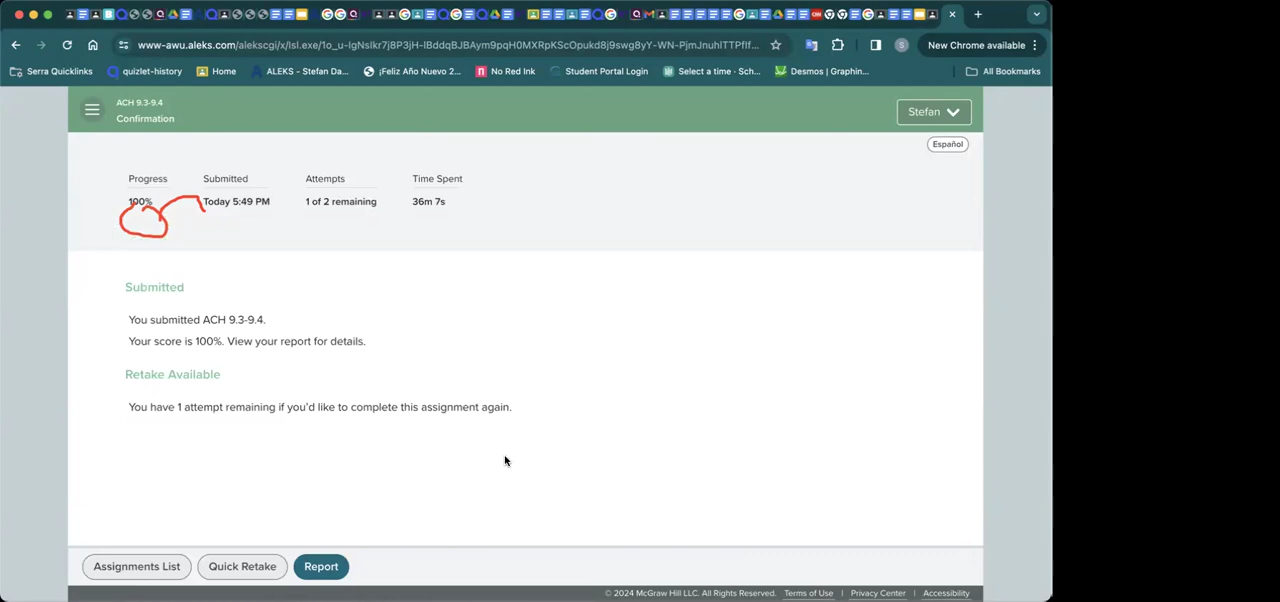 www-awu.aleks.com/alekscgi/x/Isl.exe/1o_u-IgNsIkr7j8P3jH-IBddqBJBAym9pqH0MXRpKScOpukd8j9swg8yY-WN-PjmJnuhlTTPfIf...
New Chrome available
Serra Quicklinks quizlet-history Home ALEKS - Stefan Da... ¡Feliz Año Nuevo 2... No Red Ink Student Portal Login Select a time · Sch... Desmos | Graphin... All Bookmarks
ACH 9.3-9.4
Confirmation
Stefan
Español
Progress Submitted Attempts Time Spent
100% Today 5:49 PM 1 of 2 remaining 36m 7s
Submitted
You submitted ACH 9.3-9.4.
Your score is 100%. View your report for details.
Retake Available
You have 1 attempt remaining if you'd like to complete this assignment again.
Assignments List Quick Retake Report
© 2024 McGraw Hill LLC. All Rights Reserved. Terms of Use | Privacy Center | Accessibility